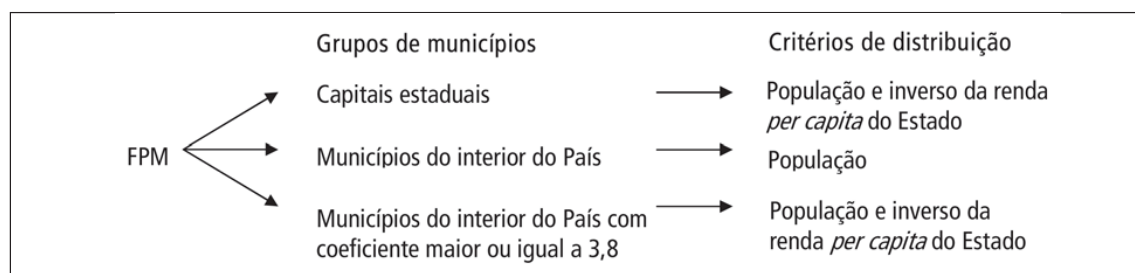 Grupos de municípios
Critérios de distribuição
FPM
Capitais estaduais
População e inverso da renda
per capita do Estado
Municípios do interior do País
População
Municípios do interior do País com
coeficiente maior ou igual a 3,8
População e inverso da
renda per capita do Estado